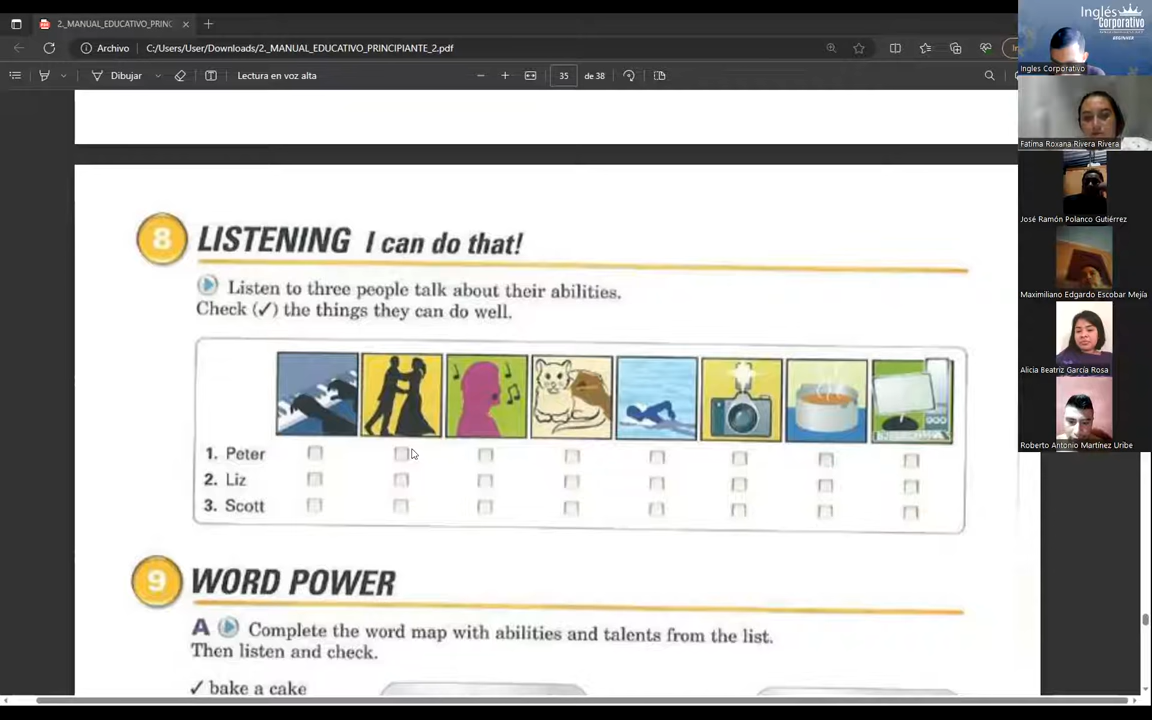 2._MANUAL_EDUCATIVO_PRINC
Archivo
C:/Users/User/Downloads/2._MANUAL_EDUCATIVO_PRINCIPIANTE_2.pdf
Dibujar
Lectura en voz alta
35
de 38
8 LISTENING I can do that!
Listen to three people talk about their abilities.
Check (✓) the things they can do well.
1. Peter
2. Liz
3. Scott
9 WORD POWER
A Complete the word map with abilities and talents from the list.
Then listen and check.
✓ bake a cake
Inglés
Corporativo
Ingles Corporativo
Fatima Roxana Rivera Rivera
José Ramón Polanco Gutiérrez
Maximiliano Edgardo Escobar Mejía
Alicia Beatriz García Rosa
Roberto Antonio Martínez Uribe